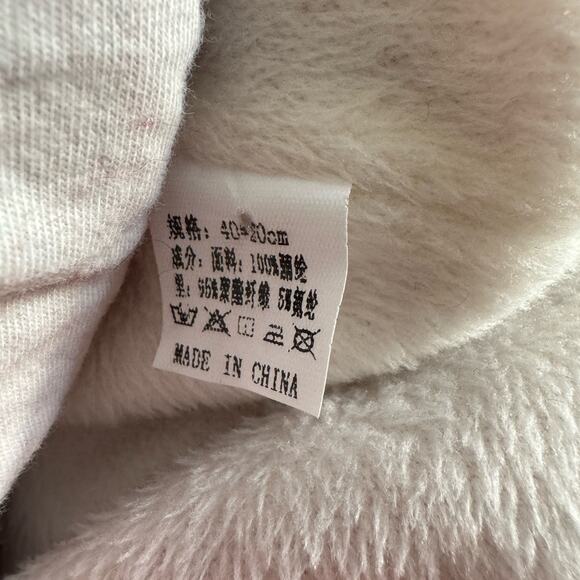 规格：40*20cm
成分：面料：100%腈纶
里：95%聚酯纤维 5%氨纶
MADE IN CHINA